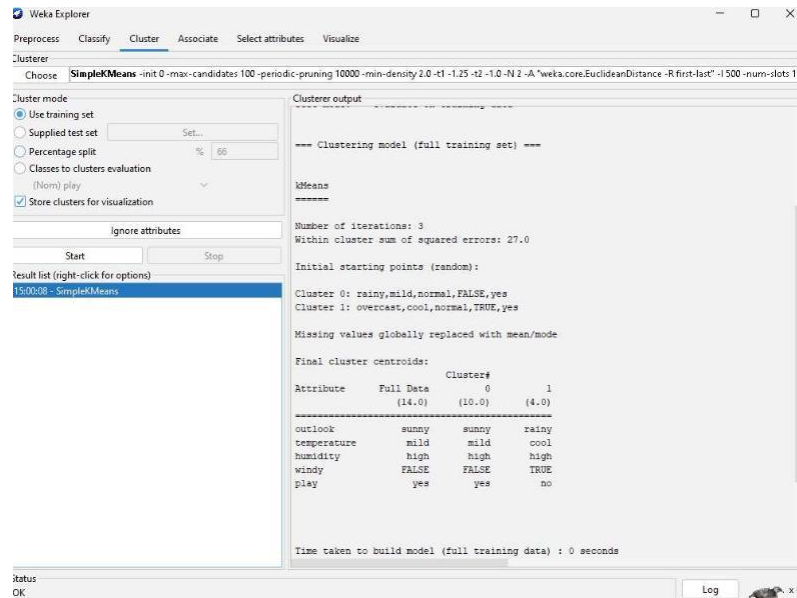 Weka Explorer
Preprocess Classify Cluster Associate Select attributes Visualize
Clusterer
Choose SimpleKMeans -init 0 -max-candidates 100 -periodic-pruning 10000 -min-density 2.0 -t1 -1.25 -t2 -1.0 -N 2 -A "weka.core.EuclideanDistance -R first-last" -I 500 -num-slots 1
Cluster mode
Use training set
Supplied test set Set...
Percentage split % 66
Classes to clusters evaluation
(Nom) play
Store clusters for visualization
Ignore attributes
Start Stop
Result list (right-click for options)
15:00:08 - SimpleKMeans
Clusterer output
=== Clustering model (full training set) ===
kMeans
======
Number of iterations: 3
Within cluster sum of squared errors: 27.0
Initial starting points (random):
Cluster 0: rainy,mild,normal,FALSE,yes
Cluster 1: overcast,cool,normal,TRUE,yes
Missing values globally replaced with mean/mode
Final cluster centroids:
Cluster#
Attribute Full Data 0 1
(14.0) (10.0) (4.0)
==================================================
outlook sunny sunny rainy
temperature mild mild cool
humidity high high high
windy FALSE FALSE TRUE
play yes yes no
Time taken to build model (full training data) : 0 seconds
Status
OK
Log x